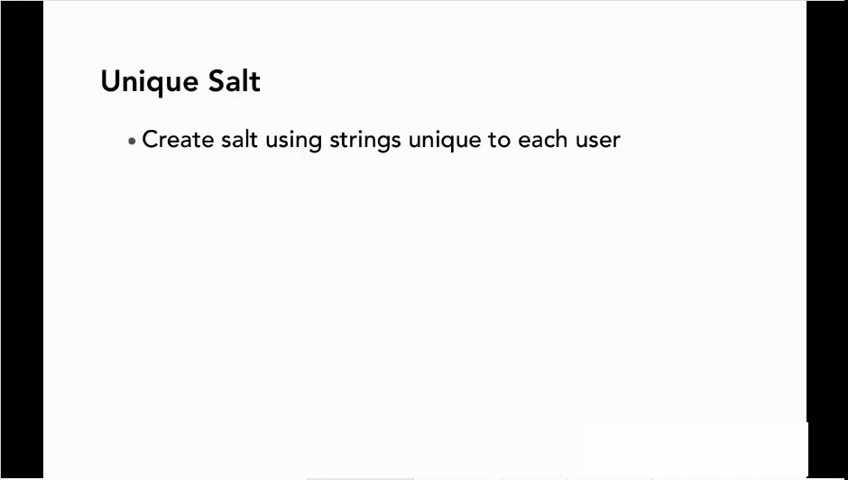 Unique Salt
• Create salt using strings unique to each user